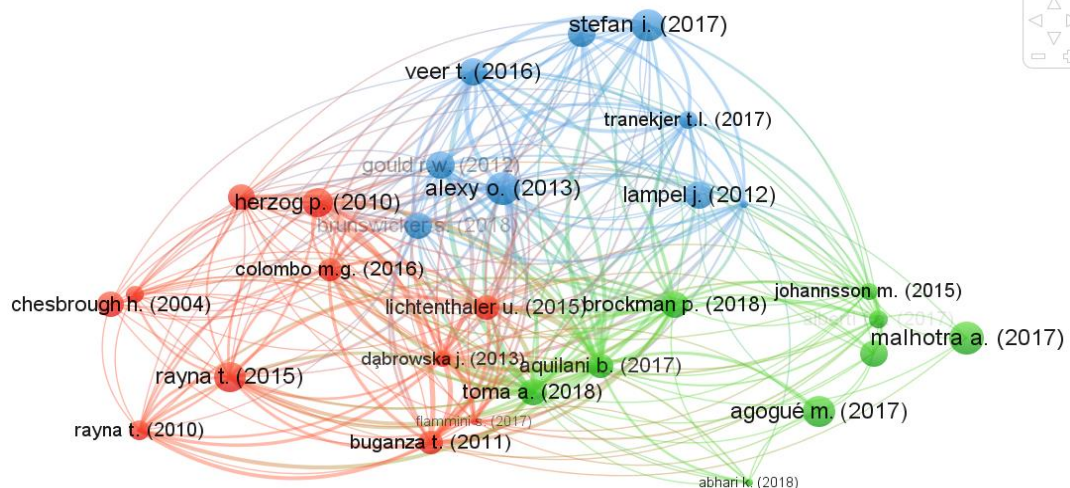 stefan i. (2017)
veer t. (2016)
tranekjer t.l. (2017)
gould r.w. (2012)
alexy o. (2013)
lampel j. (2012)
herzog p. (2010)
brunswicker s. (2018)
colombo m.g. (2016)
johannsson m. (2015)
chesbrough h. (2004)
lichtenthaler u. (2015)
brockman p. (2018)
malhotra a. (2017)
dąbrowska j. (2013)
aquilani b. (2017)
rayna t. (2015)
toma a. (2018)
agogué m. (2017)
flammini s. (2017)
rayna t. (2010)
buganza t. (2011)
abhari k. (2018)